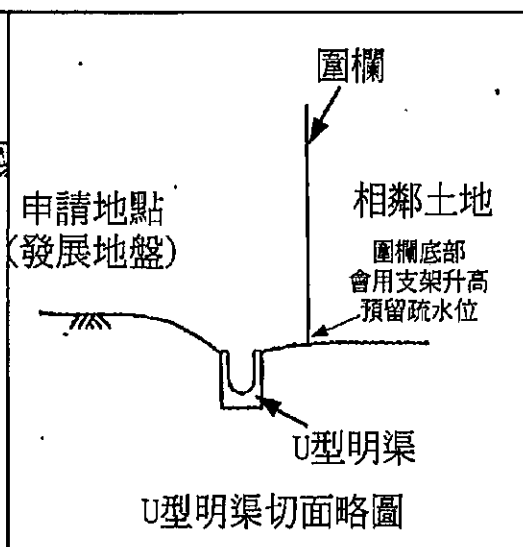 圍欄
申請地點
(發展地盤)
相鄰土地
圍欄底部
會用支架升高
預留疏水位
U型明渠
U型明渠切面略圖